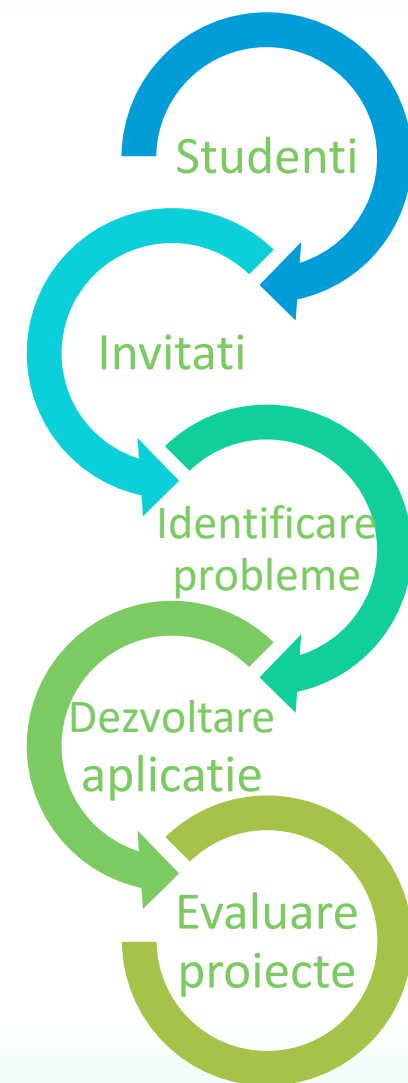 Studenti
Invitati
Identificare
probleme
Dezvoltare
aplicatie
Evaluare
proiecte